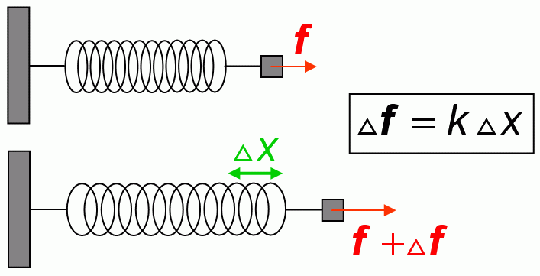 f
△f = k △x
△x
f + △f